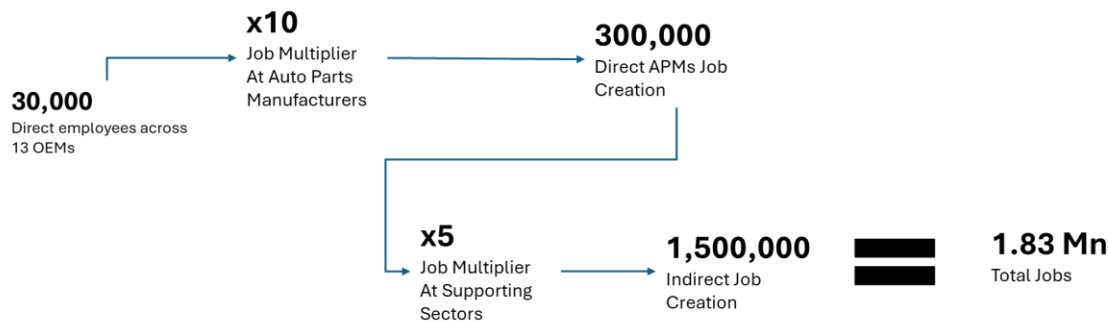 30,000
Direct employees across
13 OEMs
x10
Job Multiplier
At Auto Parts
Manufacturers
300,000
Direct APMs Job
Creation
x5
Job Multiplier
At Supporting
Sectors
1,500,000
Indirect Job
Creation
1.83 Mn
Total Jobs